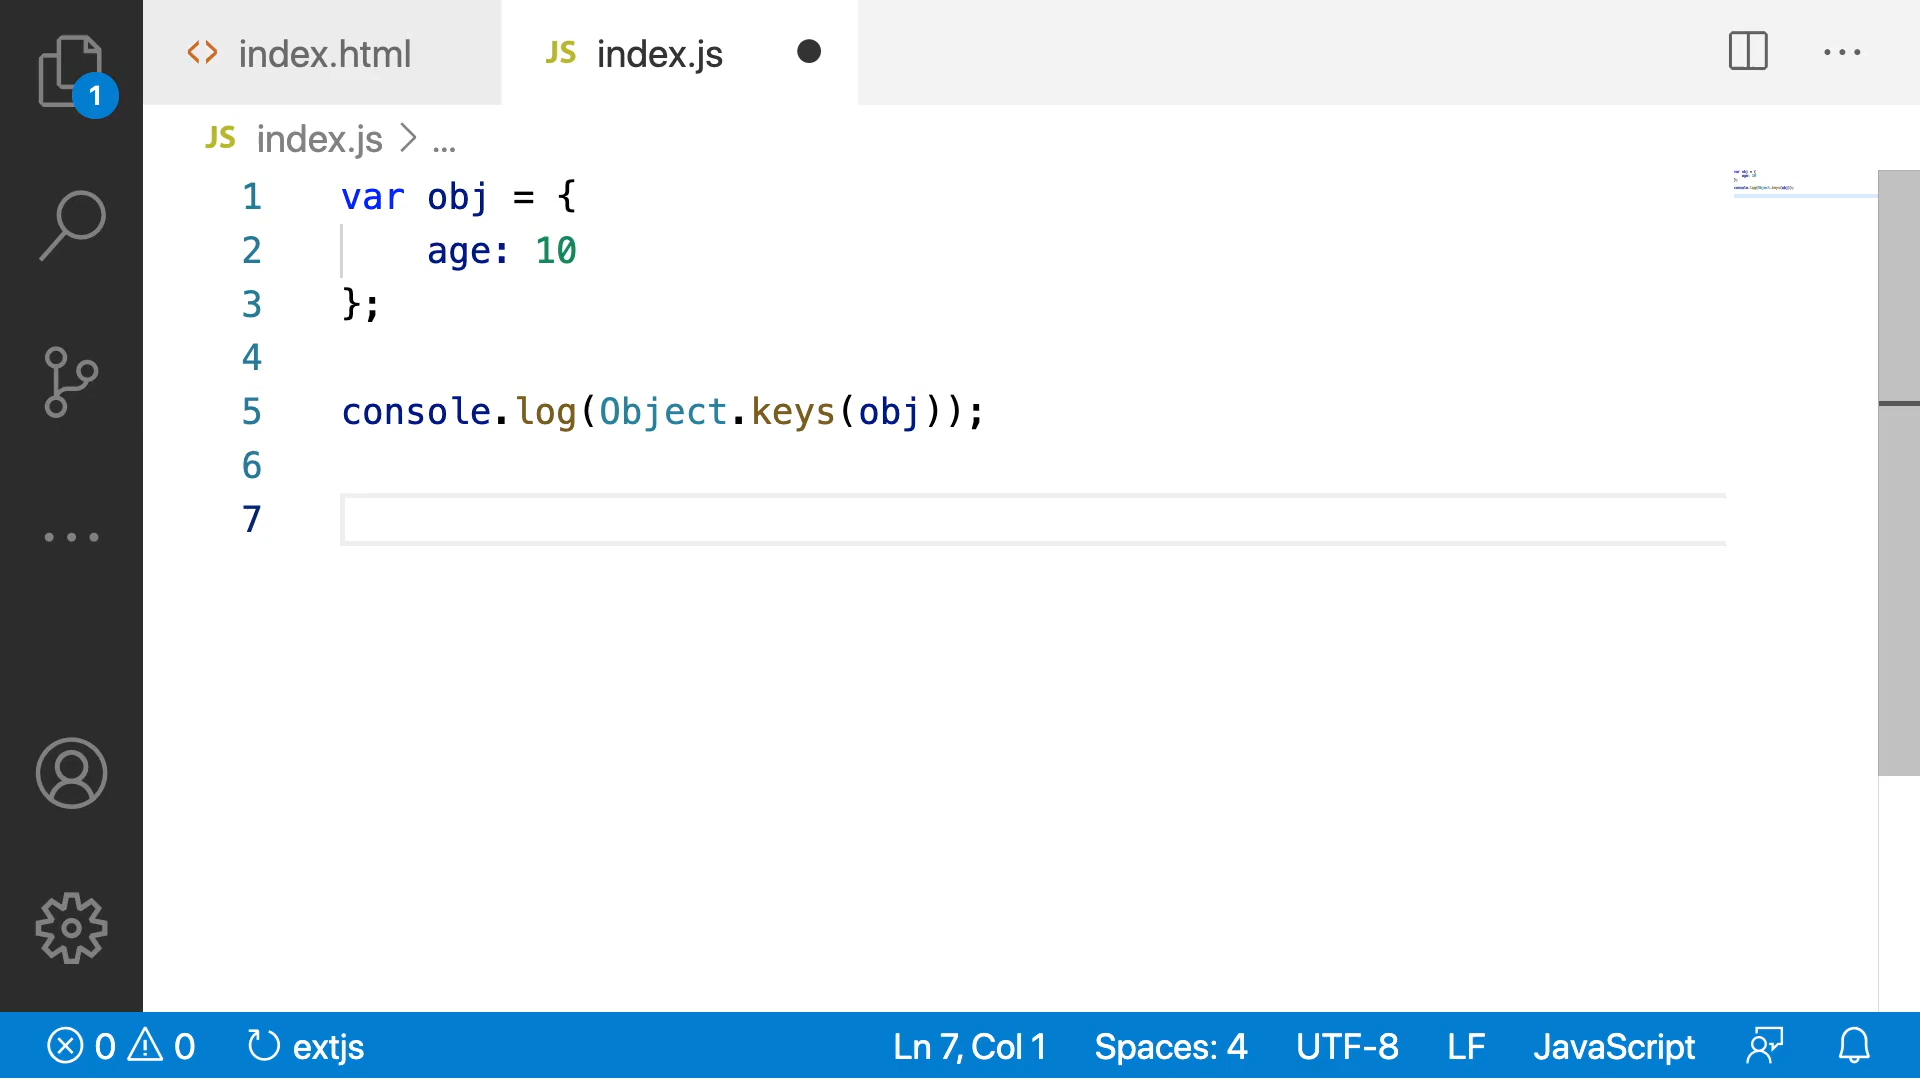 1
<> index.html
JS index.js
JS index.js > ...
1 var obj = {
2 age: 10
3 };
4
5 console.log(Object.keys(obj));
6
7
0 0 extjs Ln 7, Col 1 Spaces: 4 UTF-8 LF JavaScript